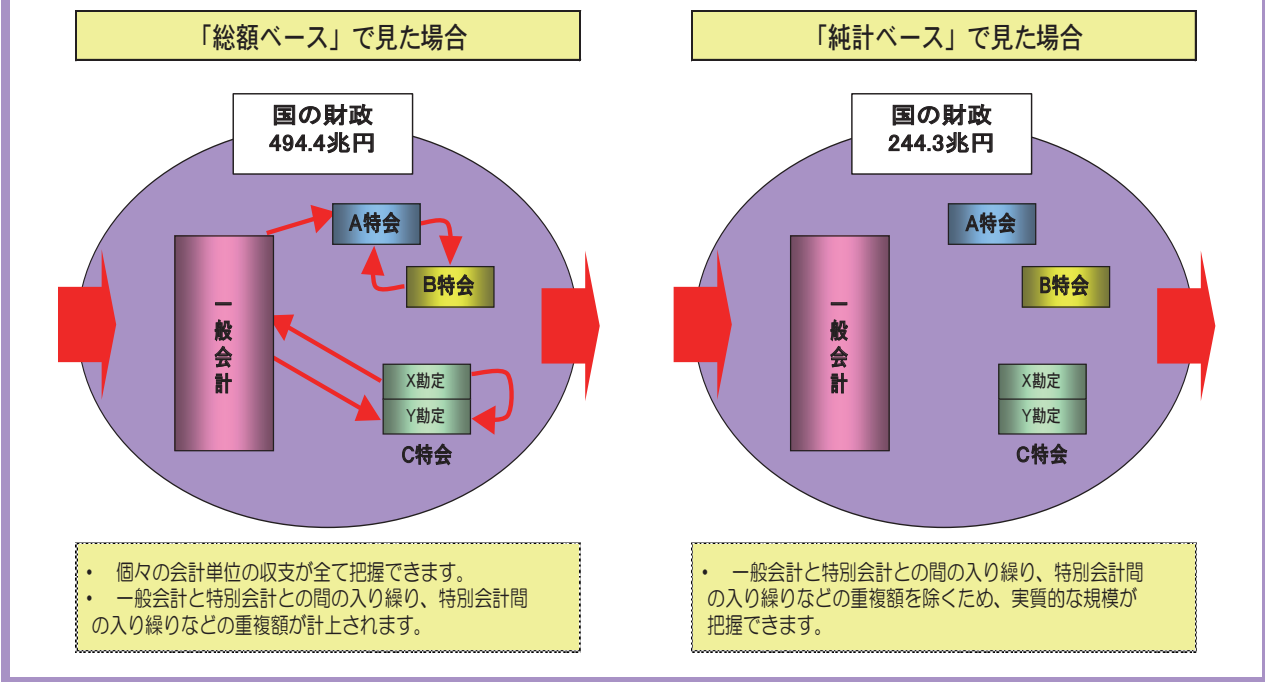 「総額ベース」で見た場合
国の財政
494.4兆円
A特会
B特会
一般会計
X勘定
Y勘定
C特会
・ 個々の会計単位の収支が全て把握できます。
・ 一般会計と特別会計との間の入り繰り、特別会計間
の入り繰りなどの重複額が計上されます。
「純計ベース」で見た場合
国の財政
244.3兆円
A特会
B特会
一般会計
X勘定
Y勘定
C特会
・ 一般会計と特別会計との間の入り繰り、特別会計間
の入り繰りなどの重複額を除くため、実質的な規模が
把握できます。